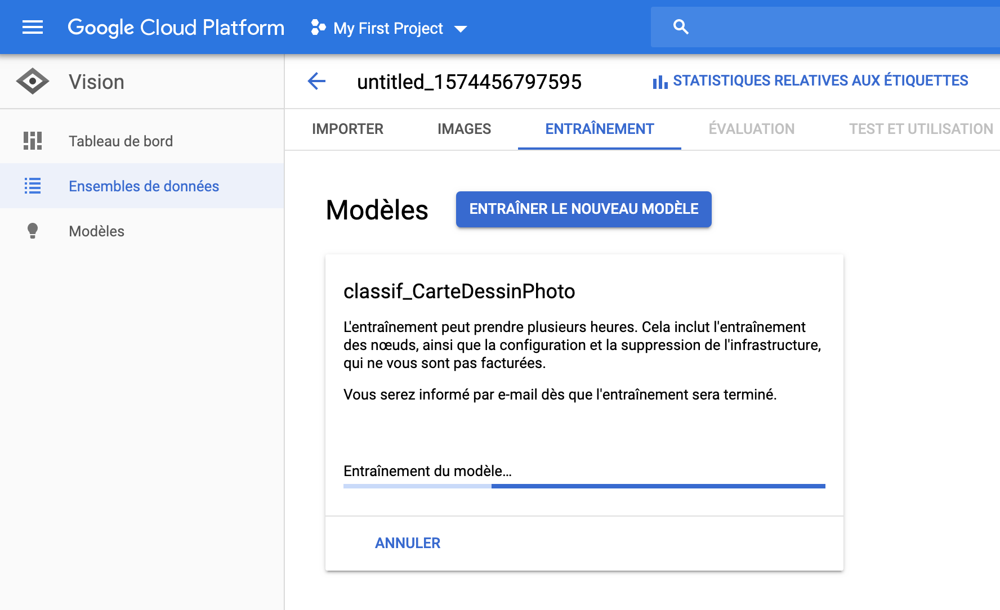 Google Cloud Platform
My First Project
Vision
untitled_1574456797595
STATISTIQUES RELATIVES AUX ÉTIQUETTES
Tableau de bord
Ensembles de données
Modèles
IMPORTER
IMAGES
ENTRAÎNEMENT
ÉVALUATION
TEST ET UTILISATION
Modèles
ENTRAÎNER LE NOUVEAU MODÈLE
classif_CarteDessinPhoto
L'entraînement peut prendre plusieurs heures. Cela inclut l'entraînement
des nœuds, ainsi que la configuration et la suppression de l'infrastructure,
qui ne vous sont pas facturées.
Vous serez informé par e-mail dès que l'entraînement sera terminé.
Entraînement du modèle...
ANNULER